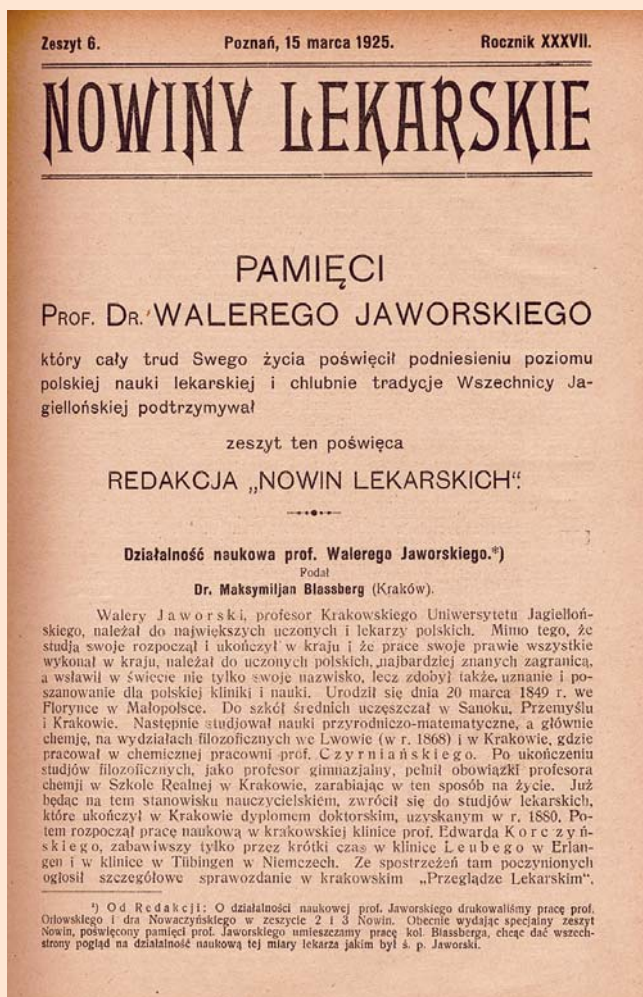 Zeszyt 6. Poznań, 15 marca 1925. Rocznik XXXVII.
NOWINY LEKARSKIE
PAMIĘCI
PROF. DR. WALEREGO JAWORSKIEGO
który cały trud Swego życia poświęcił podniesieniu poziomu
polskiej nauki lekarskiej i chlubnie tradycje Wszechnicy Ja-
giellońskiej podtrzymywał
zeszyt ten poświęca
REDAKCJA „NOWIN LEKARSKICH“.
Działalność naukowa prof. Walerego Jaworskiego.*)
Podał
Dr. Maksymiljan Blassberg (Kraków).
Walery Jaworski, profesor Krakowskiego Uniwersytetu Jagielloń-
skiego, należał do największych uczonych i lekarzy polskich. Mimo tego, że
studja swoje rozpoczął i ukończył w kraju i że prace swoje prawie wszystkie
wykonał w kraju, należał do uczonych polskich, najbardziej znanych zagranicą,
a wsławił w świecie nie tylko swoje nazwisko, lecz zdobył także uznanie i po-
szanowanie dla polskiej kliniki i nauki. Urodził się dnia 20 marca 1849 r. we
Florynce w Małopolsce. Do szkół średnich uczęszczał w Sanoku, Przemyślu
i Krakowie. Następnie studjował nauki przyrodniczo-matematyczne, a głównie
chemję, na wydziałach filozoficznych we Lwowie (w r. 1868) i w Krakowie, gdzie
pracował w chemicznej pracowni prof. Czyrniańskiego. Po ukończeniu
studjów filozoficznych, jako profesor gimnazjalny, pełnił obowiązki profesora
chemji w Szkole Realnej w Krakowie, zarabiając w ten sposób na życie. Już
będąc na tem stanowisku nauczycielskiem, zwrócił się do studjów lekarskich,
które ukończył w Krakowie dyplomem doktorskim, uzyskanym w r. 1880. Po-
tem rozpoczął pracę naukową w krakowskiej klinice prof. Edwarda Korczyń-
skiego, zabawiwszy tylko przez krótki czas w klinice Leubego w Erlan-
gen i w klinice w Tübingen w Niemczech. Ze spostrzeżeń tam poczynionych
ogłosił szczegółowe sprawozdanie w krakowskim „Przeglądze Lekarskim“.
*) Od Redakcji: O działalności naukowej prof. Jaworskiego drukowaliśmy pracę prof.
Orłowskiego i dra Nowaczyńskiego w zeszycie 2 i 3 Nowin. Obecnie wydając specjalny zeszyt
Nowin, poświęcony pamięci prof. Jaworskiego umieszczamy pracę kol. Blassberga, chcąc dać wszech-
strony pogląd na działalność naukową tej miary lekarza jakim był ś. p. Jaworski.